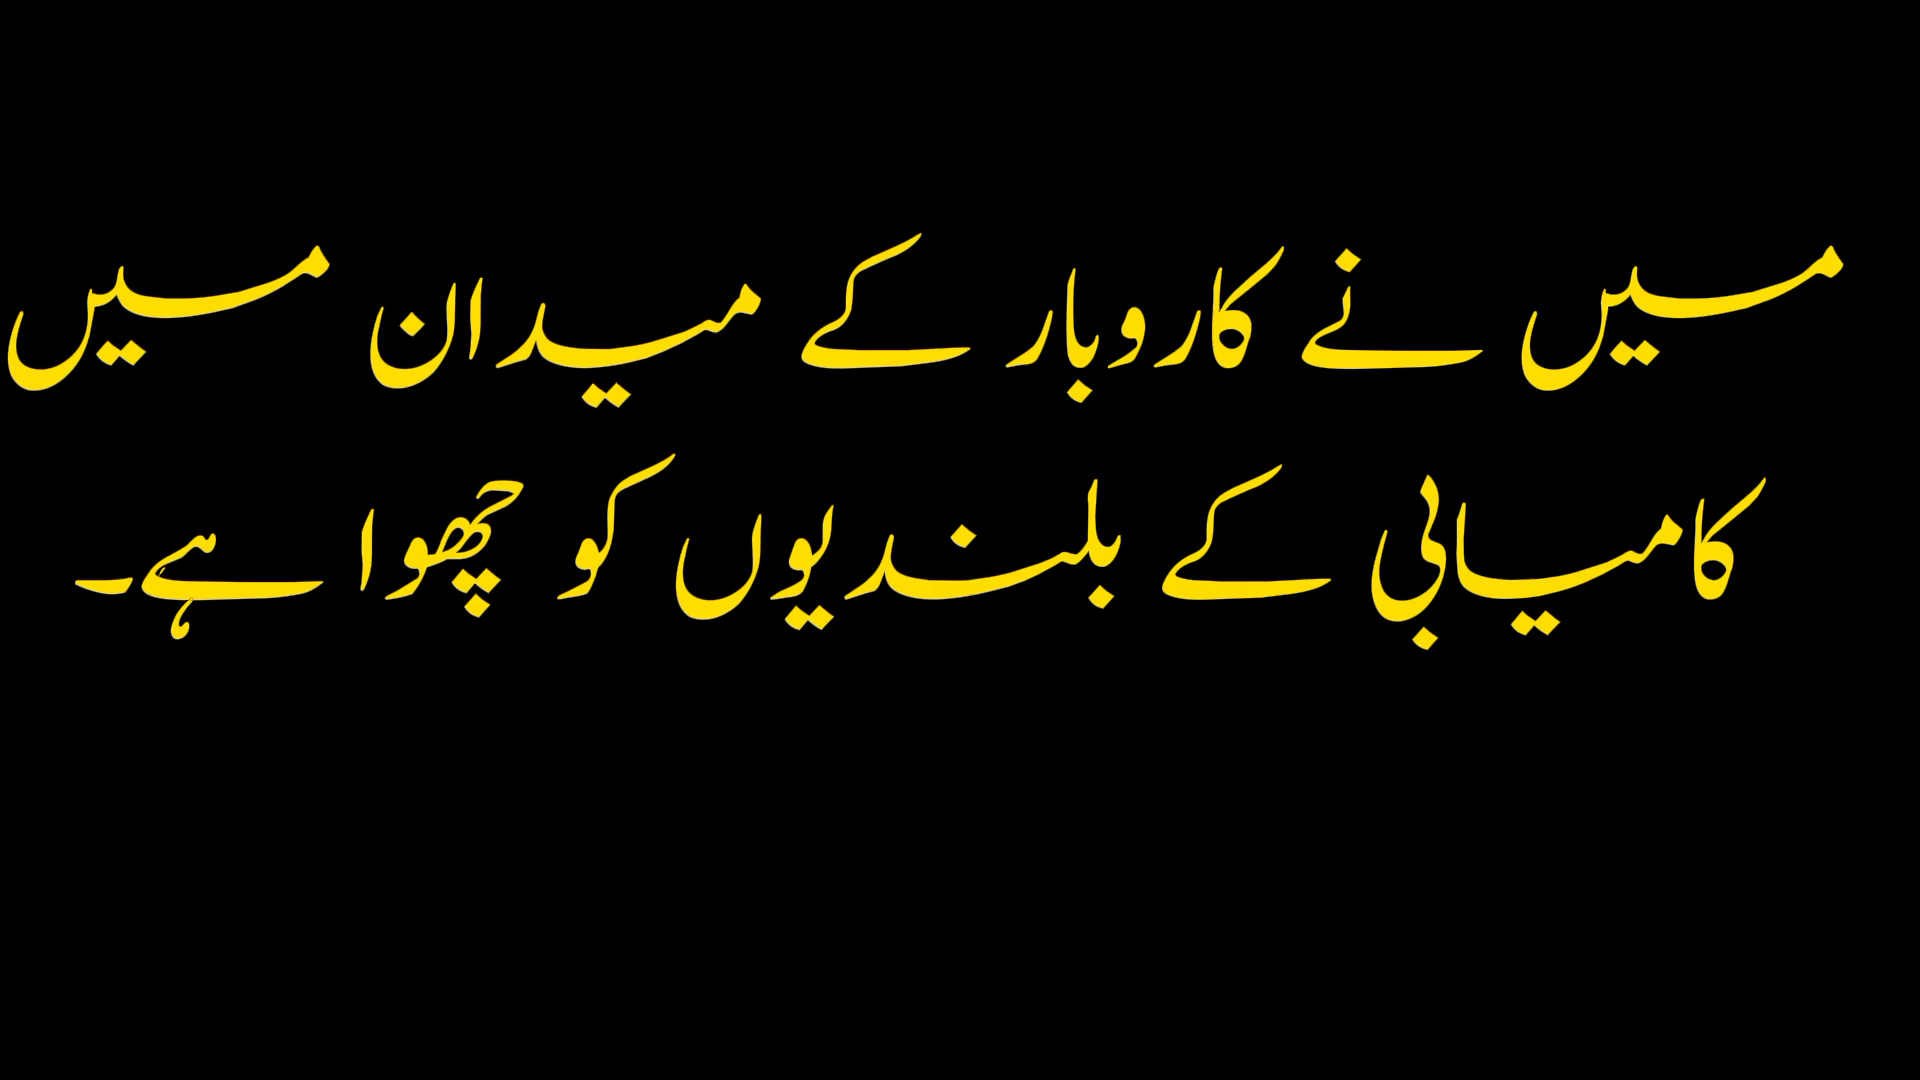 میں نے کاروبار کے میدان میں
کامیابی کے بلندیوں کو چھوا ہے۔